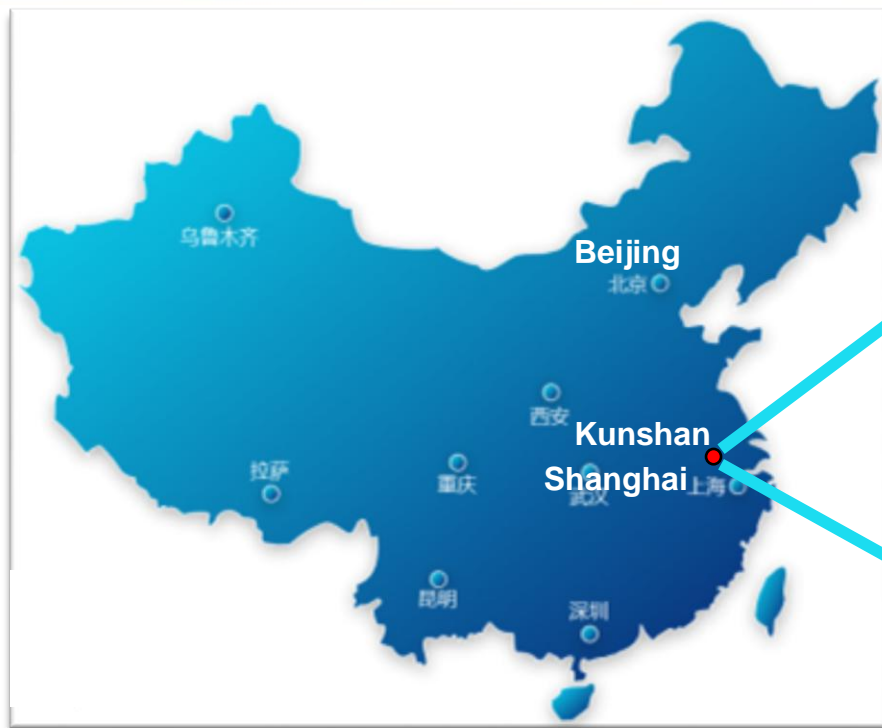 乌鲁木齐
Beijing
北京
西安
Kunshan
拉萨
重庆
Shanghai
武汉
上海
昆明
深圳